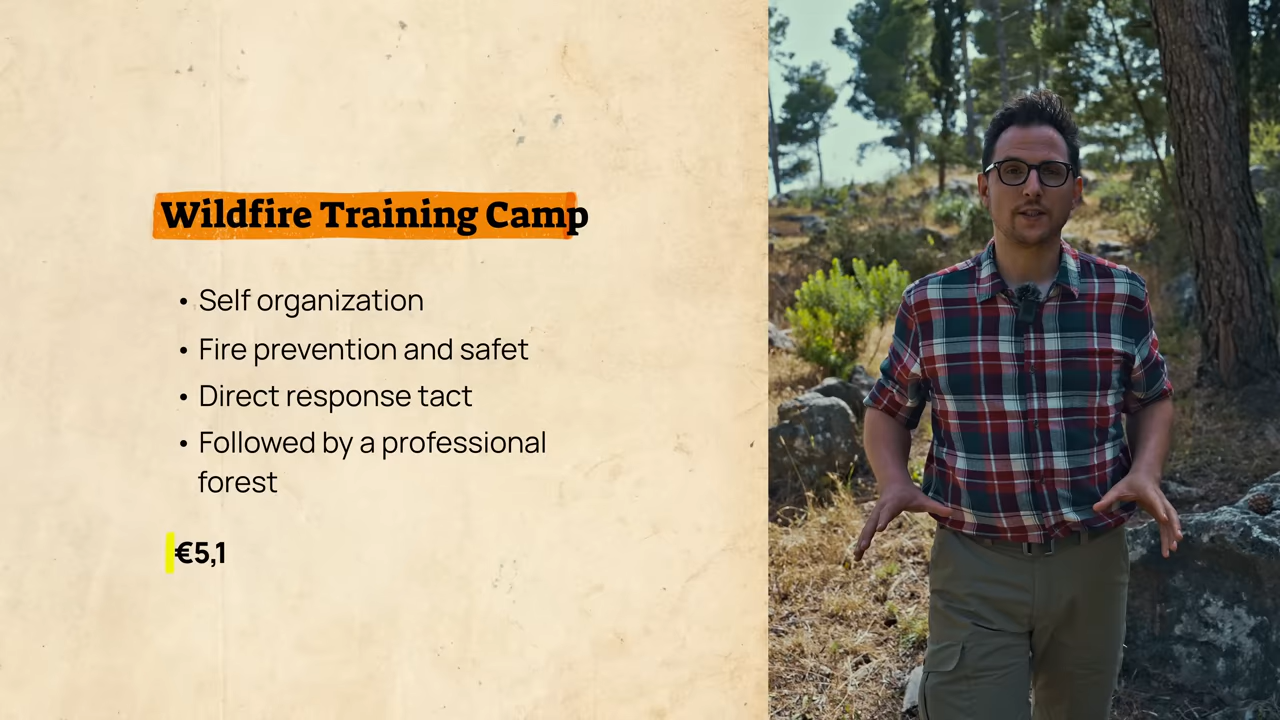 Wildfire Training Camp
• Self organization
• Fire prevention and safet
• Direct response tact
• Followed by a professional
forest
€5,1